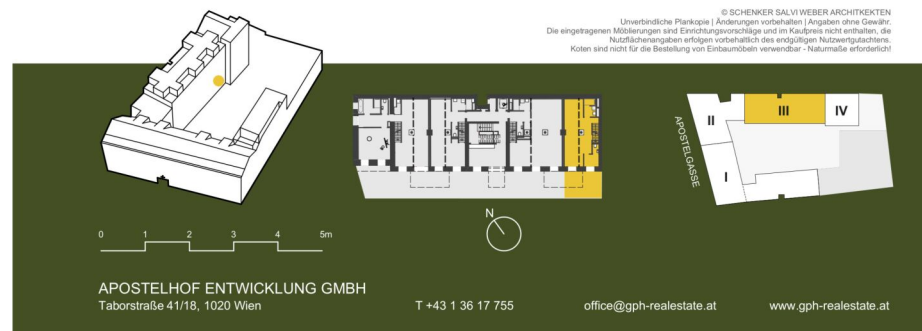 © SCHENKER SALVI WEBER ARCHITKEKTEN
Unverbindliche Plankopie | Änderungen vorbehalten | Angaben ohne Gewähr.
Die eingetragenen Möblierungen sind Einrichtungsvorschläge und im Kaufpreis nicht enthalten, die
Nutzflächenangaben erfolgen vorbehaltlich des endgültigen Nutzwertgutachtens.
Koten sind nicht für die Bestellung von Einbaumöbeln verwendbar - Naturmaße erforderlich!
II
III
IV
APOSTELGASSE
I
N
0 1 2 3 4 5m
APOSTELHOF ENTWICKLUNG GMBH
Taborstraße 41/18, 1020 Wien
T +43 1 36 17 755
office@gph-realestate.at
www.gph-realestate.at